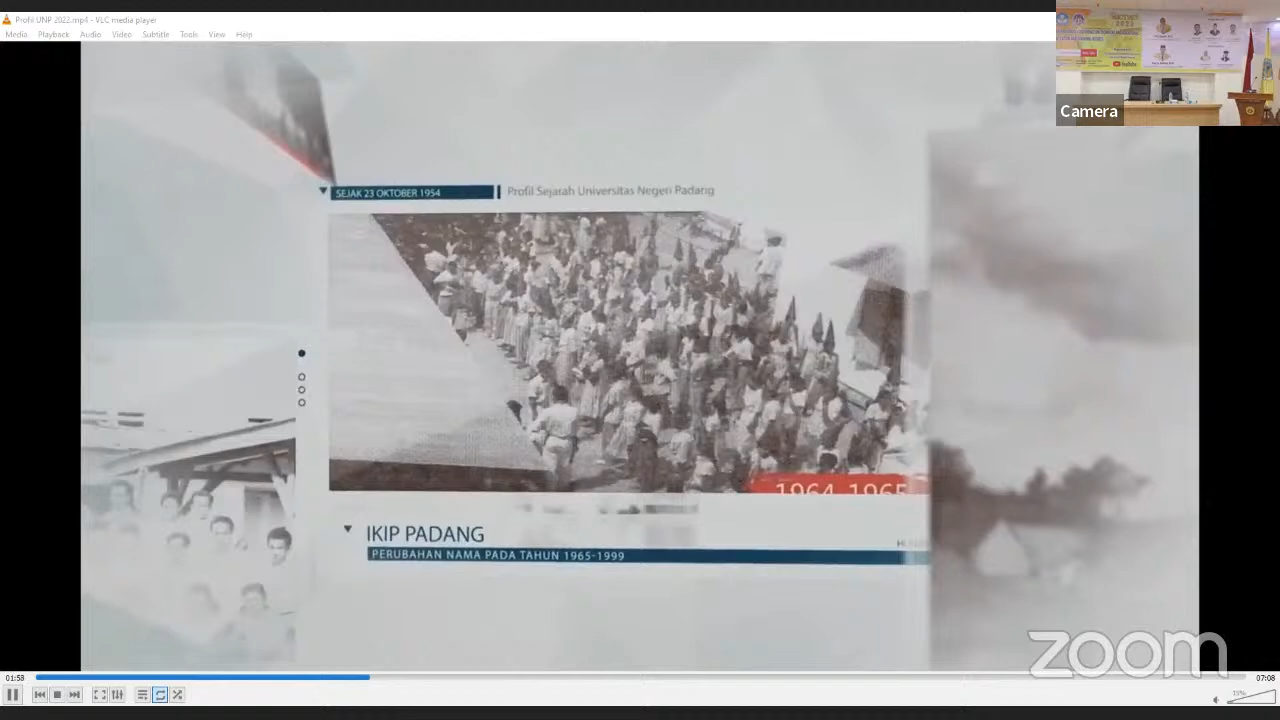 Profil UNP 2022.mp4 - VLC media player
Media Playback Audio Video Subtitle Tools View Help
Camera
SEJAK 23 OKTOBER 1954
Profil Sejarah Universitas Negeri Padang
1964-1965
IKIP PADANG
PERUBAHAN NAMA PADA TAHUN 1965-1999
zoom
01:58
07:08